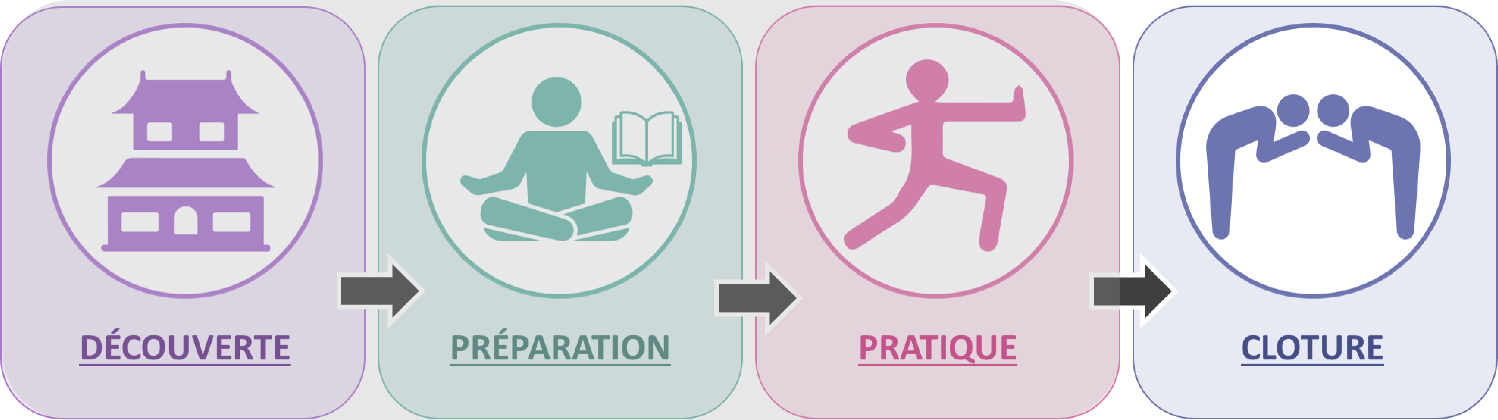 DÉCOUVERTE
PRÉPARATION
PRATIQUE
CLOTURE